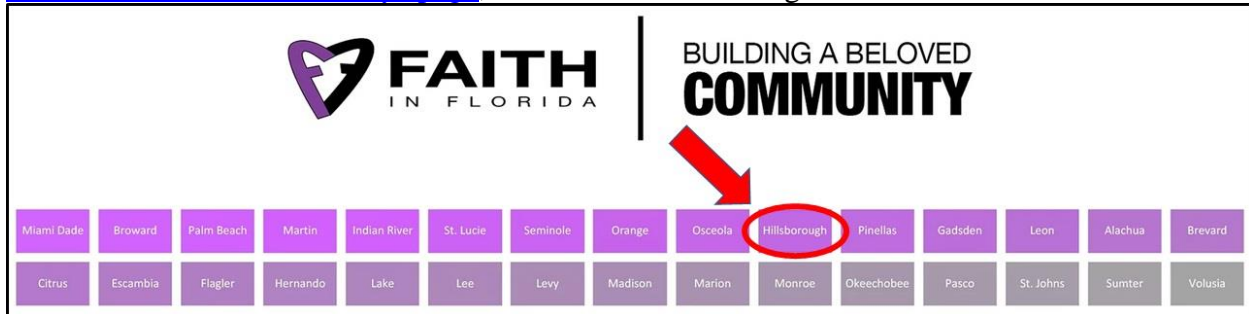 FAITH
IN FLORIDA
BUILDING A BELOVED
COMMUNITY
Miami Dade Broward Palm Beach Martin Indian River St. Lucie Seminole Orange Osceola Hillsborough Pinellas Gadsden Leon Alachua Brevard
Citrus Escambia Flagler Hernando Lake Lee Levy Madison Marion Monroe Okeechobee Pasco St. Johns Sumter Volusia